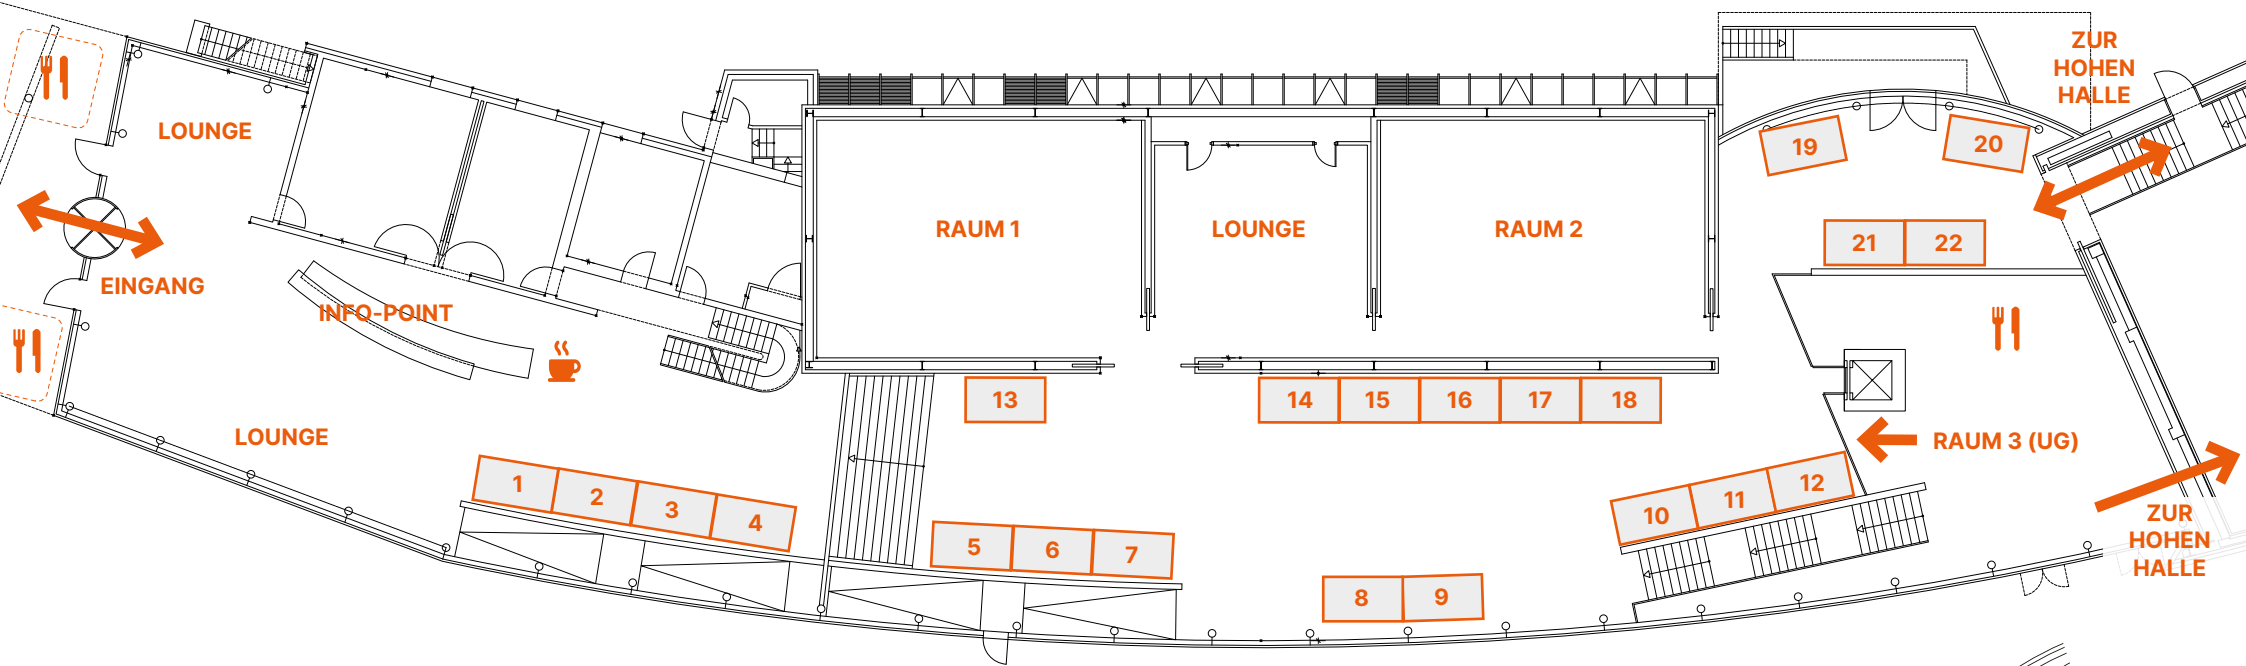 ZUR
HOHEN
HALLE
LOUNGE
19
20
RAUM 1
LOUNGE
RAUM 2
21
22
EINGANG
INFO-POINT
13
14
15
16
17
18
LOUNGE
RAUM 3 (UG)
1
2
3
4
10
11
12
5
6
7
ZUR
HOHEN
HALLE
8
9